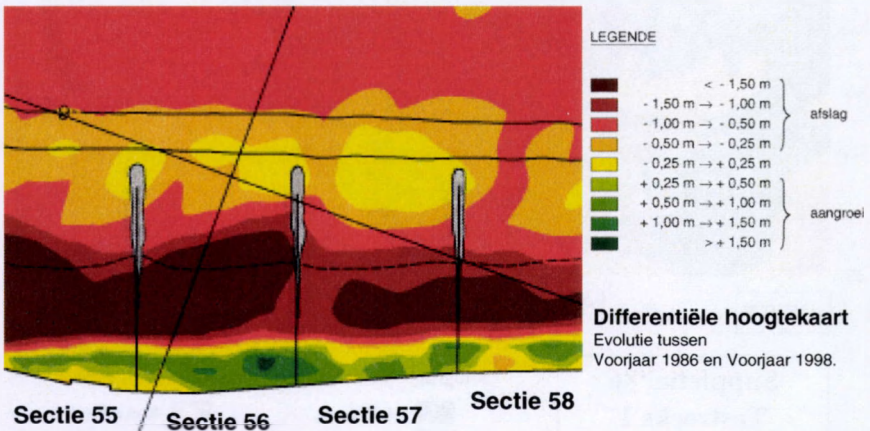 LEGENDE
< - 1,50 m
- 1,50 m → - 1,00 m
- 1,00 m → - 0,50 m
- 0,50 m → - 0,25 m
- 0,25 m → + 0,25 m
+ 0,25 m → + 0,50 m
+ 0,50 m → + 1,00 m
+ 1,00 m → + 1,50 m
> + 1,50 m
afslag
aangroei
Differentiële hoogtekaart
Evolutie tussen
Voorjaar 1986 en Voorjaar 1998.
Sectie 55
Sectie 56
Sectie 57
Sectie 58